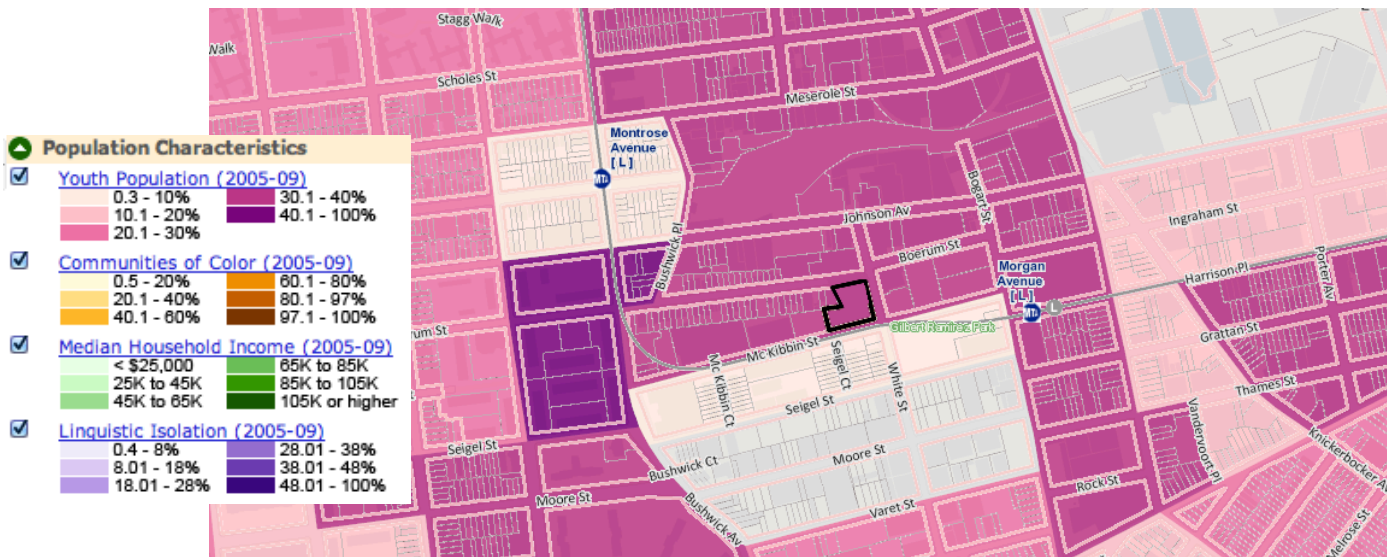 Population Characteristics
Youth Population (2005-09)
0.3 - 10% 30.1 - 40%
10.1 - 20% 40.1 - 100%
20.1 - 30%
Communities of Color (2005-09)
0.5 - 20% 60.1 - 80%
20.1 - 40% 80.1 - 97%
40.1 - 60% 97.1 - 100%
Median Household Income (2005-09)
< $25,000 65K to 85K
25K to 45K 85K to 105K
45K to 65K 105K or higher
Linguistic Isolation (2005-09)
0.4 - 8% 28.01 - 38%
8.01 - 18% 38.01 - 48%
18.01 - 28% 48.01 - 100%
Stagg Walk
Walk
Scholes St
Meserole St
Montrose
Avenue
[ L ]
MTA
Bogart St
Johnson Av
Ingraham St
Bushwick Pl
Boerum St
Harrison Pl
Porter Av
Morgan
Avenue
[ L ]
MTA
L
Gilbert Ramirez Park
rum St
Grattan St
Mc Kibbin St
Mc Kibbin Ct
Seigel Ct
White St
Thames St
Seigel St
Vandervoort Pl
Knickerbocker Av
Seigel St
Moore St
Bushwick Ct
Rock St
Moore St
Bushwick Av
Varet St
Melrose St